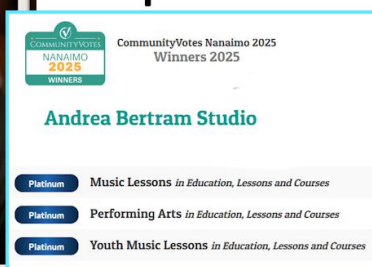 COMMUNITYVOTES
NANAIMO
2025
WINNERS
CommunityVotes Nanaimo 2025
Winners 2025
Andrea Bertram Studio
Platinum Music Lessons in Education, Lessons and Courses
Platinum Performing Arts in Education, Lessons and Courses
Platinum Youth Music Lessons in Education, Lessons and Courses